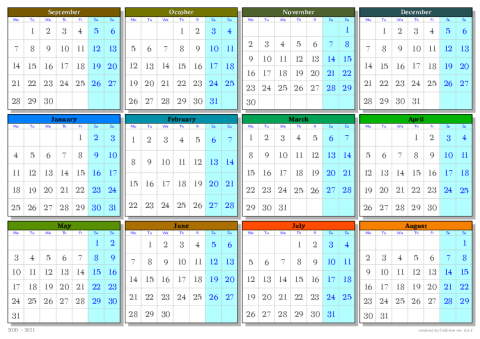 September
Mo Tu We Th Fr Sa Su
1 2 3 4 5 6
7 8 9 10 11 12 13
14 15 16 17 18 19 20
21 22 23 24 25 26 27
28 29 30
October
Mo Tu We Th Fr Sa Su
1 2 3 4
5 6 7 8 9 10 11
12 13 14 15 16 17 18
19 20 21 22 23 24 25
26 27 28 29 30 31
November
Mo Tu We Th Fr Sa Su
1
2 3 4 5 6 7 8
9 10 11 12 13 14 15
16 17 18 19 20 21 22
23 24 25 26 27 28 29
30
December
Mo Tu We Th Fr Sa Su
1 2 3 4 5 6
7 8 9 10 11 12 13
14 15 16 17 18 19 20
21 22 23 24 25 26 27
28 29 30 31
January
Mo Tu We Th Fr Sa Su
1 2 3
4 5 6 7 8 9 10
11 12 13 14 15 16 17
18 19 20 21 22 23 24
25 26 27 28 29 30 31
February
Mo Tu We Th Fr Sa Su
1 2 3 4 5 6 7
8 9 10 11 12 13 14
15 16 17 18 19 20 21
22 23 24 25 26 27 28
March
Mo Tu We Th Fr Sa Su
1 2 3 4 5 6 7
8 9 10 11 12 13 14
15 16 17 18 19 20 21
22 23 24 25 26 27 28
29 30 31
April
Mo Tu We Th Fr Sa Su
1 2 3 4
5 6 7 8 9 10 11
12 13 14 15 16 17 18
19 20 21 22 23 24 25
26 27 28 29 30
May
Mo Tu We Th Fr Sa Su
1 2
3 4 5 6 7 8 9
10 11 12 13 14 15 16
17 18 19 20 21 22 23
24 25 26 27 28 29 30
31
June
Mo Tu We Th Fr Sa Su
1 2 3 4 5 6
7 8 9 10 11 12 13
14 15 16 17 18 19 20
21 22 23 24 25 26 27
28 29 30
July
Mo Tu We Th Fr Sa Su
1 2 3 4
5 6 7 8 9 10 11
12 13 14 15 16 17 18
19 20 21 22 23 24 25
26 27 28 29 30 31
August
Mo Tu We Th Fr Sa Su
1
2 3 4 5 6 7 8
9 10 11 12 13 14 15
16 17 18 19 20 21 22
23 24 25 26 27 28 29
30 31
2020 – 2021
created by